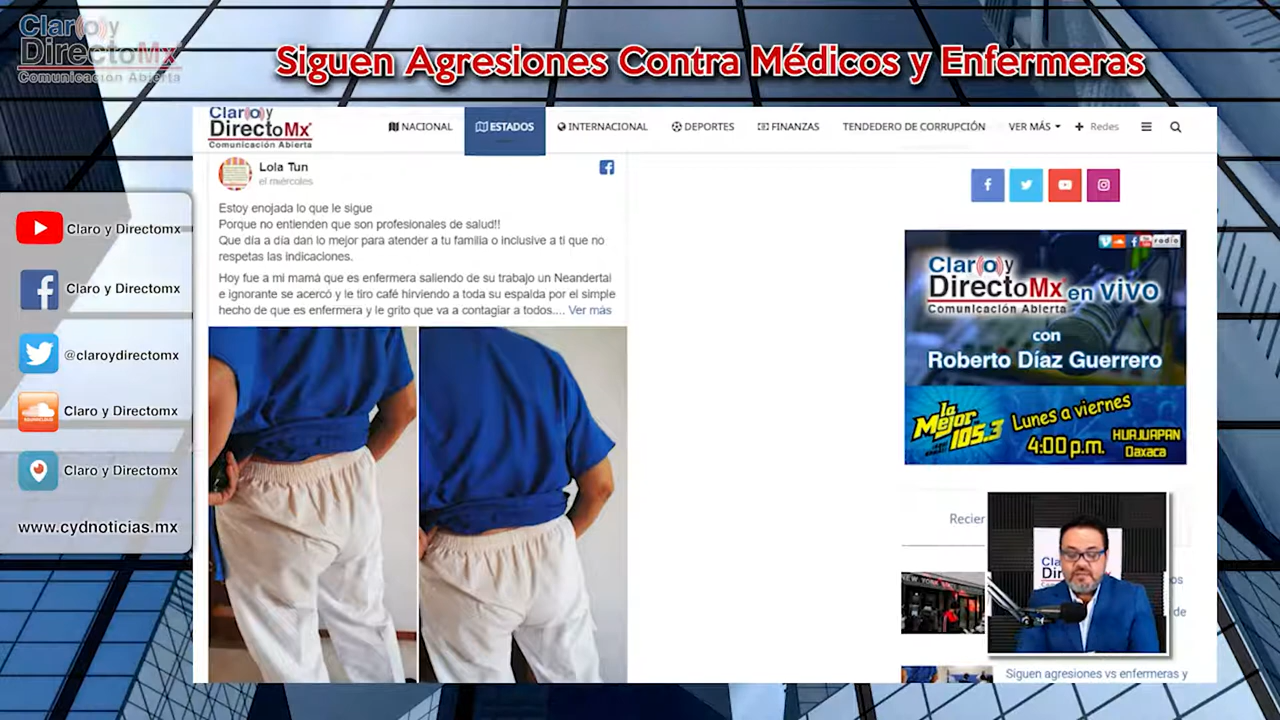 Claro y
DirectoMx
Comunicación Abierta
Siguen Agresiones Contra Médicos y Enfermeras
Claro y
DirectoMx
Comunicación Abierta
NACIONAL
ESTADOS
INTERNACIONAL
DEPORTES
FINANZAS
TENDEDERO DE CORRUPCIÓN
VER MÁS
Redes
Lola Tun
el miércoles
Estoy enojada lo que le sigue
Porque no entienden que son profesionales de salud!!
Que día a día dan lo mejor para atender a tu familia o inclusive a ti que no
respetas las indicaciones.
Hoy fue a mi mamá que es enfermera saliendo de su trabajo un Neandertal
e ignorante se acercó y le tiro café hirviendo a toda su espalda por el simple
hecho de que es enfermera y le grito que va a contagiar a todos.... Ver más
Claro y Directomx
Claro y Directomx
@claroydirectomx
Claro y Directomx
Claro y Directomx
www.cydnoticias.mx
radio
Claro y
DirectoMx en vivo
Comunicación Abierta
con
Roberto Díaz Guerrero
la Mejor 105.3
Lunes a viernes
4:00 p.m.
HUAJUAPAN
Oaxaca
Recier
Claro y
os
de
NEW YORK
Siguen agresiones vs enfermeras y